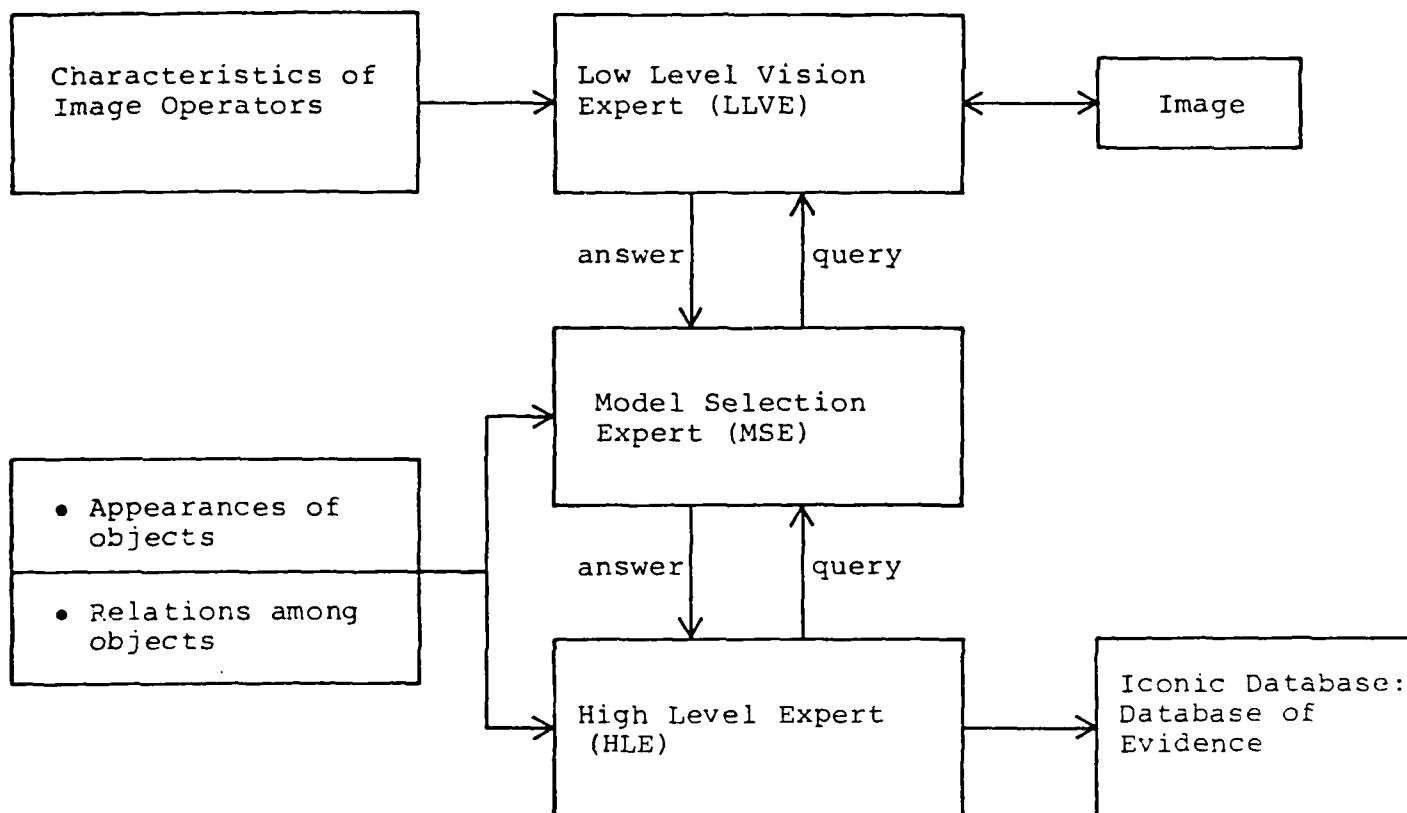 Characteristics of
Image Operators
Low Level Vision
Expert (LLVE)
Image
answer
query
Model Selection
Expert (MSE)
• Appearances of
objects
• Relations among
objects
answer
query
High Level Expert
(HLE)
Iconic Database:
Database of
Evidence